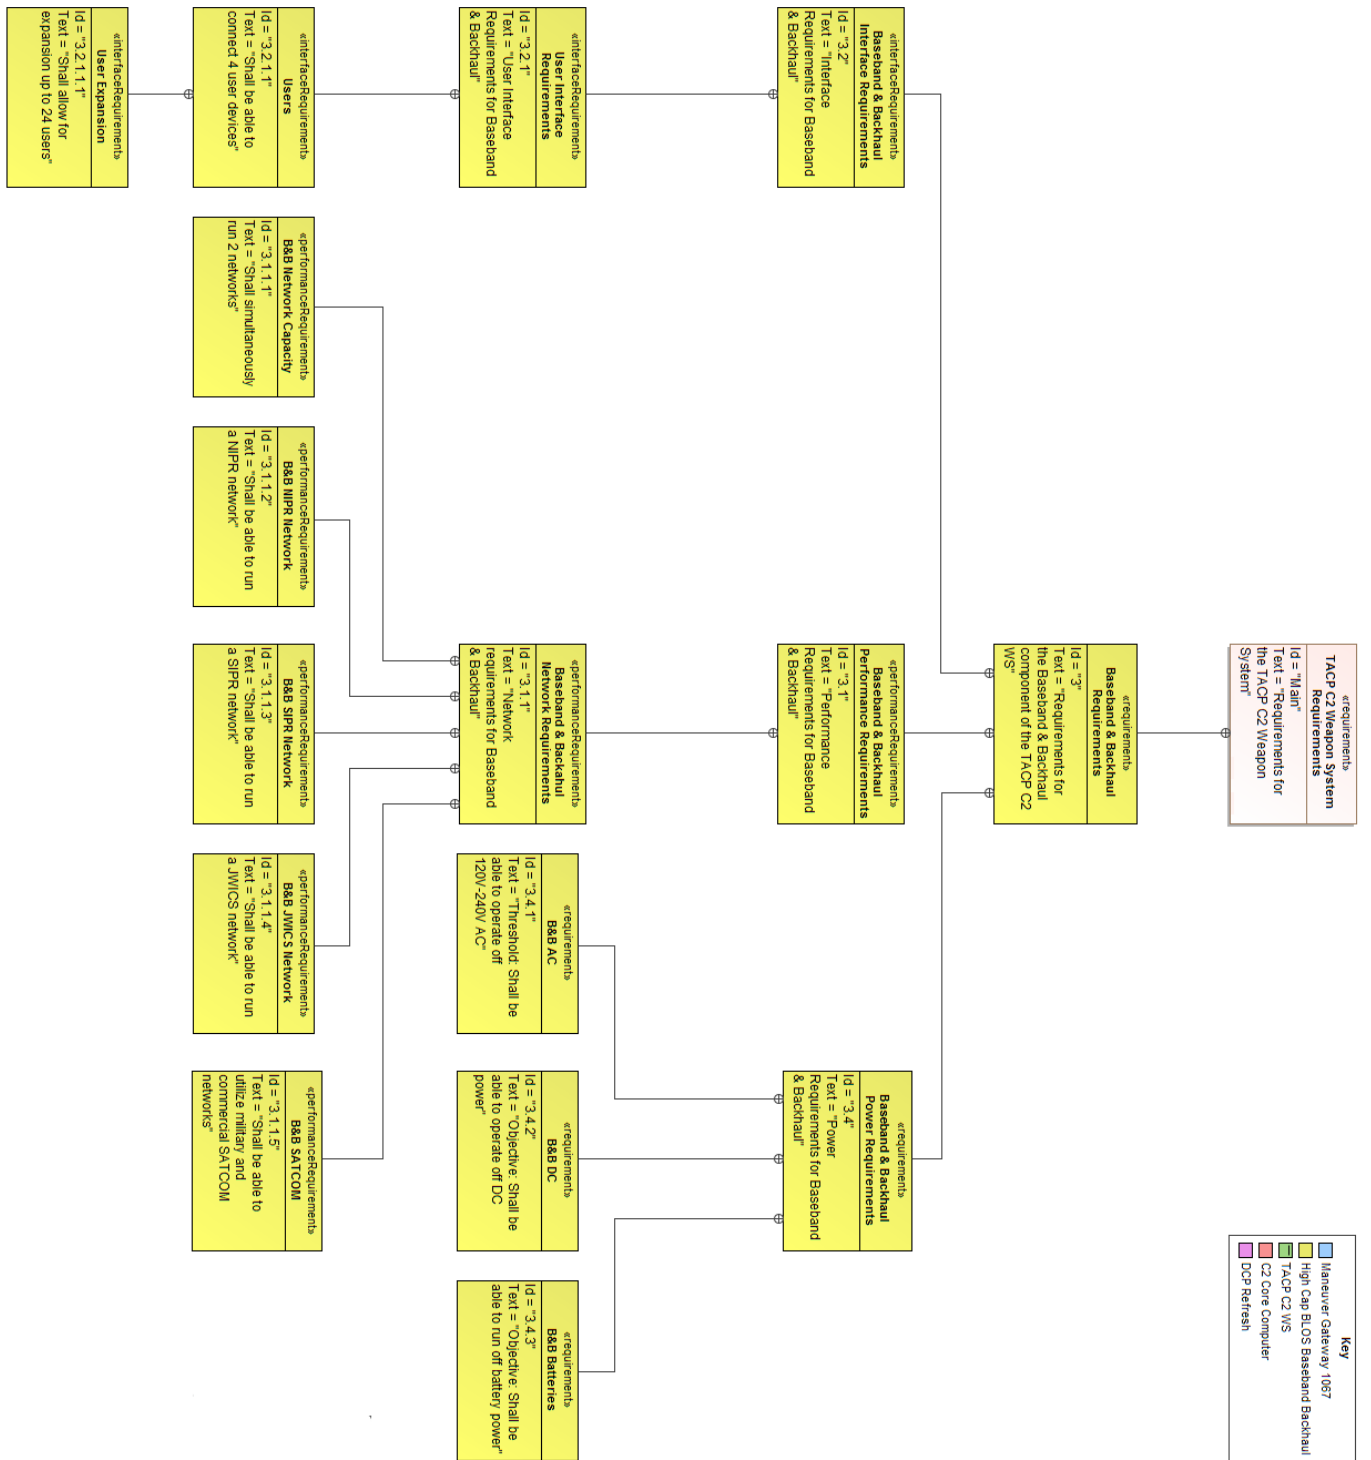 «requirement»
TACP C2 Weapon System
Requirements
Id = "Main"
Text = "Requirements for
the TACP C2 Weapon
System"
Key
Maneuver Gateway 1067
High Cap BLOS Baseband Backhaul
TACP C2 WS
C2 Core Computer
DCP Refresh
«requirement»
Baseband & Backhaul
Requirements
Id = "3"
Text = "Requirements for
the Baseband & Backhaul
component of the TACP C2
WS"
«interfaceRequirement»
Baseband & Backhaul
Interface Requirements
Id = "3.2"
Text = "Interface
Requirements for Baseband
& Backhaul"
«performanceRequirement»
Baseband & Backhaul
Performance Requirements
Id = "3.1"
Text = "Performance
Requirements for Baseband
& Backhaul"
«requirement»
Baseband & Backhaul
Power Requirements
Id = "3.4"
Text = "Power
Requirements for Baseband
& Backhaul"
«interfaceRequirement»
User Interface
Requirements
Id = "3.2.1"
Text = "User Interface
Requirements for Baseband
& Backhaul"
«performanceRequirement»
Baseband & Backahul
Network Requirements
Id = "3.1.1"
Text = "Network
requirements for Baseband
& Backhaul"
«requirement»
B&B AC
Id = "3.4.1"
Text = "Threshold: Shall be
able to operate off
120V-240V AC"
«requirement»
B&B DC
Id = "3.4.2"
Text = "Objective: Shall be
able to operate off DC
power"
«requirement»
B&B Batteries
Id = "3.4.3"
Text = "Objective: Shall be
able to run off battery power"
«interfaceRequirement»
Users
Id = "3.2.1.1"
Text = "Shall be able to
connect 4 user devices"
«performanceRequirement»
B&B Network Capacity
Id = "3.1.1.1"
Text = "Shall simultaneously
run 2 networks"
«performanceRequirement»
B&B NIPR Network
Id = "3.1.1.2"
Text = "Shall be able to run
a NIPR network"
«performanceRequirement»
B&B SIPR Network
Id = "3.1.1.3"
Text = "Shall be able to run
a SIPR network"
«performanceRequirement»
B&B JWICS Network
Id = "3.1.1.4"
Text = "Shall be able to run
a JWICS network"
«performanceRequirement»
B&B SATCOM
Id = "3.1.1.5"
Text = "Shall be able to
utilize military and
commercial SATCOM
networks"
«interfaceRequirement»
User Expansion
Id = "3.2.1.1.1"
Text = "Shall allow for
expansion up to 24 users"